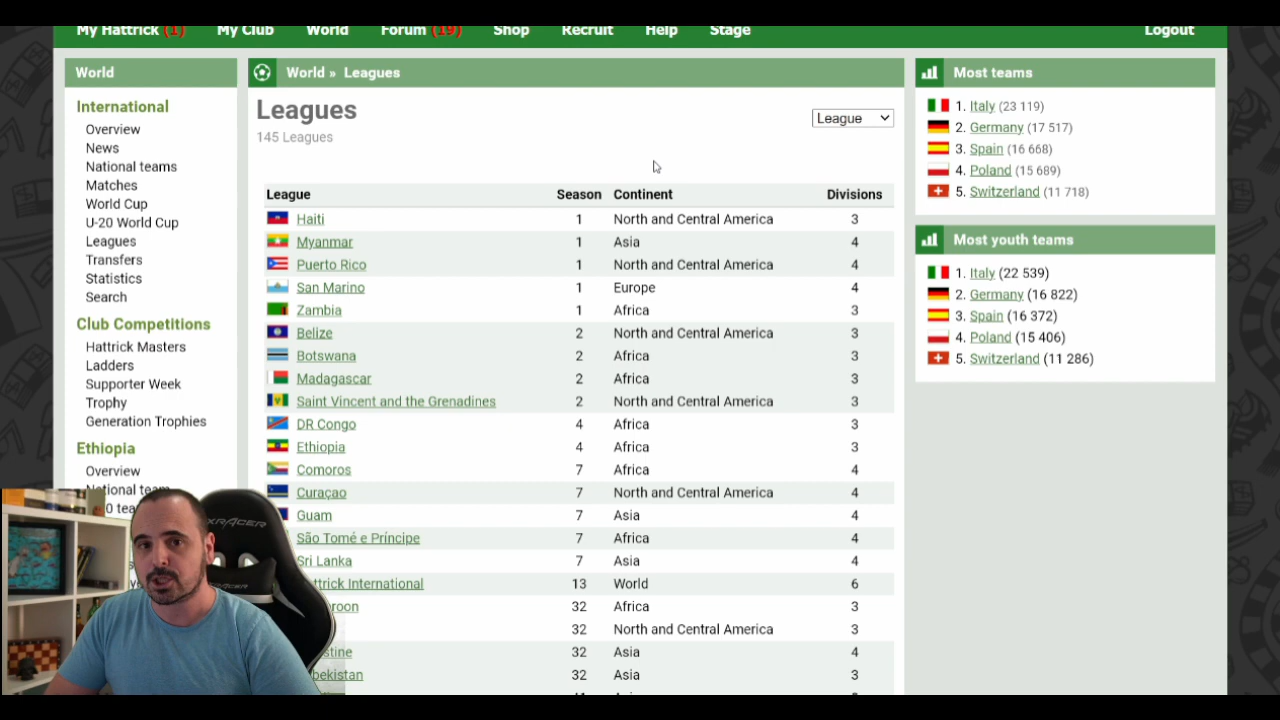 My Hattrick (1) My Club World Forum (19) Shop Recruit Help Stage Logout
World
International
Overview
News
National teams
Matches
World Cup
U-20 World Cup
Leagues
Transfers
Statistics
Search
Club Competitions
Hattrick Masters
Ladders
Supporter Week
Trophy
Generation Trophies
Ethiopia
Overview
World » Leagues
Leagues
145 Leagues
League
League Season Continent Divisions
Haiti 1 North and Central America 3
Myanmar 1 Asia 4
Puerto Rico 1 North and Central America 4
San Marino 1 Europe 4
Zambia 1 Africa 3
Belize 2 North and Central America 3
Botswana 2 Africa 3
Madagascar 2 Africa 3
Saint Vincent and the Grenadines 2 North and Central America 3
DR Congo 4 Africa 3
Ethiopia 4 Africa 3
Comoros 7 Africa 4
Curaçao 7 North and Central America 4
Guam 7 Asia 4
São Tomé e Príncipe 7 Africa 4
Sri Lanka 7 Asia 4
ttrick International 13 World 6
roon 32 Africa 3
32 North and Central America 3
stine 32 Asia 4
bekistan 32 Asia 3
Most teams
1. Italy (23 119)
2. Germany (17 517)
3. Spain (16 668)
4. Poland (15 689)
5. Switzerland (11 718)
Most youth teams
1. Italy (22 539)
2. Germany (16 822)
3. Spain (16 372)
4. Poland (15 406)
5. Switzerland (11 286)